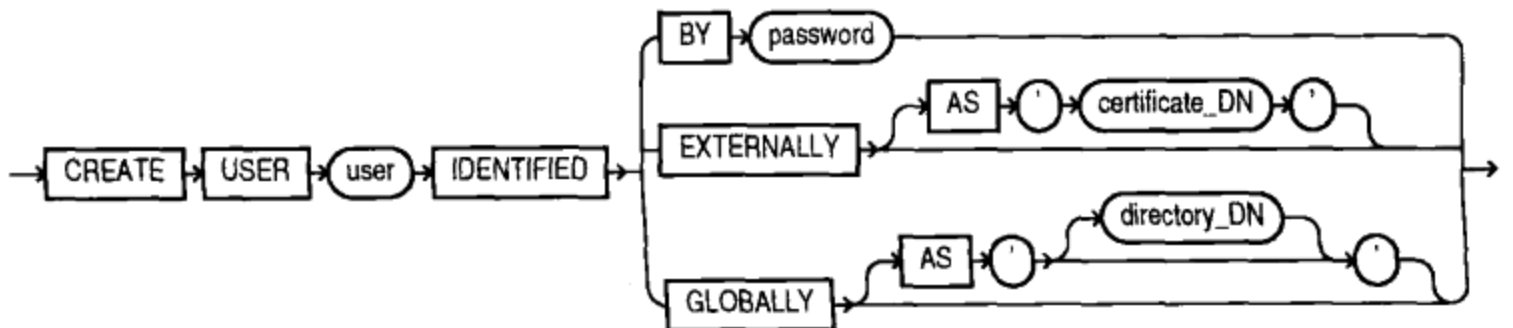 BY password
AS ' certificate_DN '
EXTERNALLY
CREATE USER user IDENTIFIED
directory_DN
AS ' '
GLOBALLY